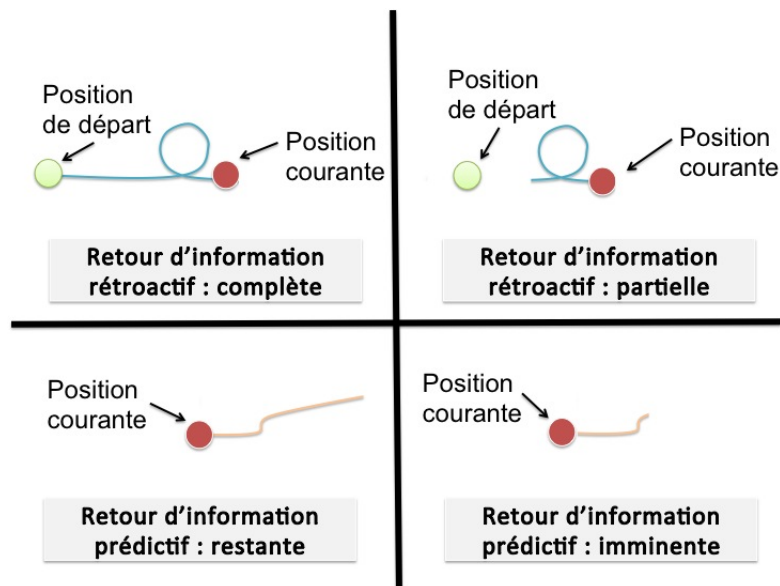 Position
de départ
Position
courante
Retour d'information
rétroactif : complète
Position
de départ
Position
courante
Retour d'information
rétroactif : partielle
Position
courante
Retour d'information
prédictif : restante
Position
courante
Retour d'information
prédictif : imminente